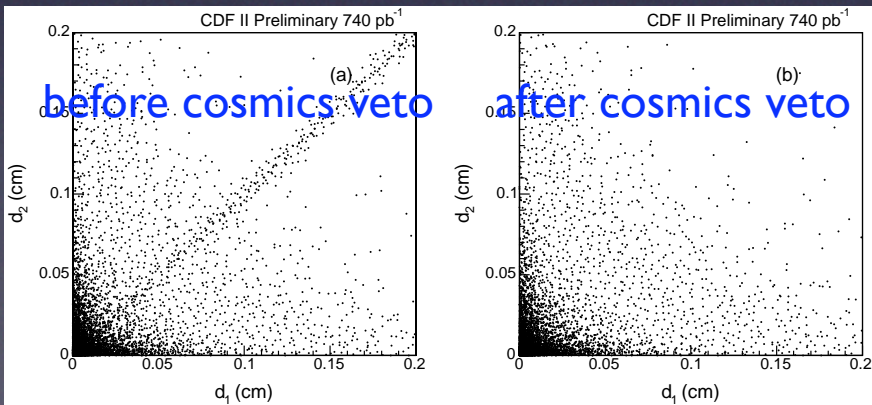 CDF II Preliminary 740 pb-1
0.2
(a)
before cosmics veto
0.15
d2 (cm)
0.1
0.05
0
0 0.05 0.1 0.15 0.2
d1 (cm)
CDF II Preliminary 740 pb-1
0.2
(b)
after cosmics veto
0.15
d2 (cm)
0.1
0.05
0
0 0.05 0.1 0.15 0.2
d1 (cm)